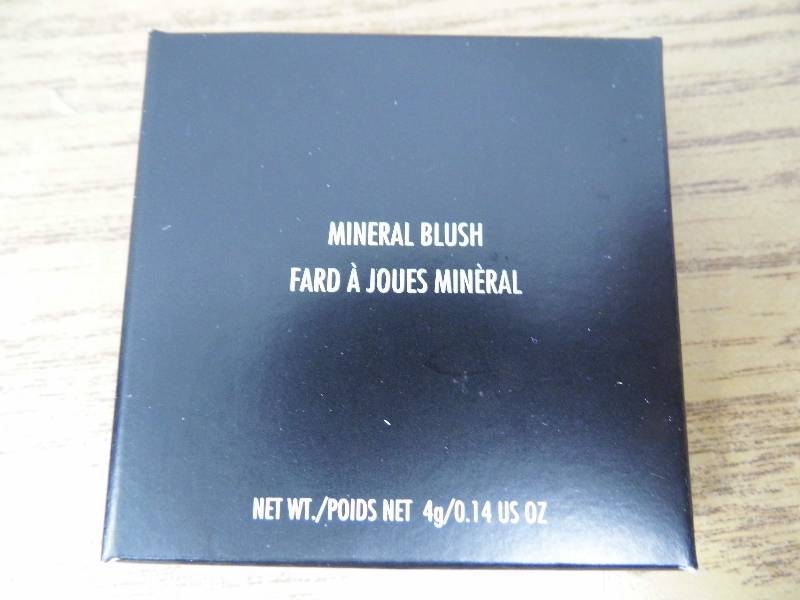 MINERAL BLUSH
FARD À JOUES MINÈRAL
NET WT./POIDS NET 4g/0.14 US OZ